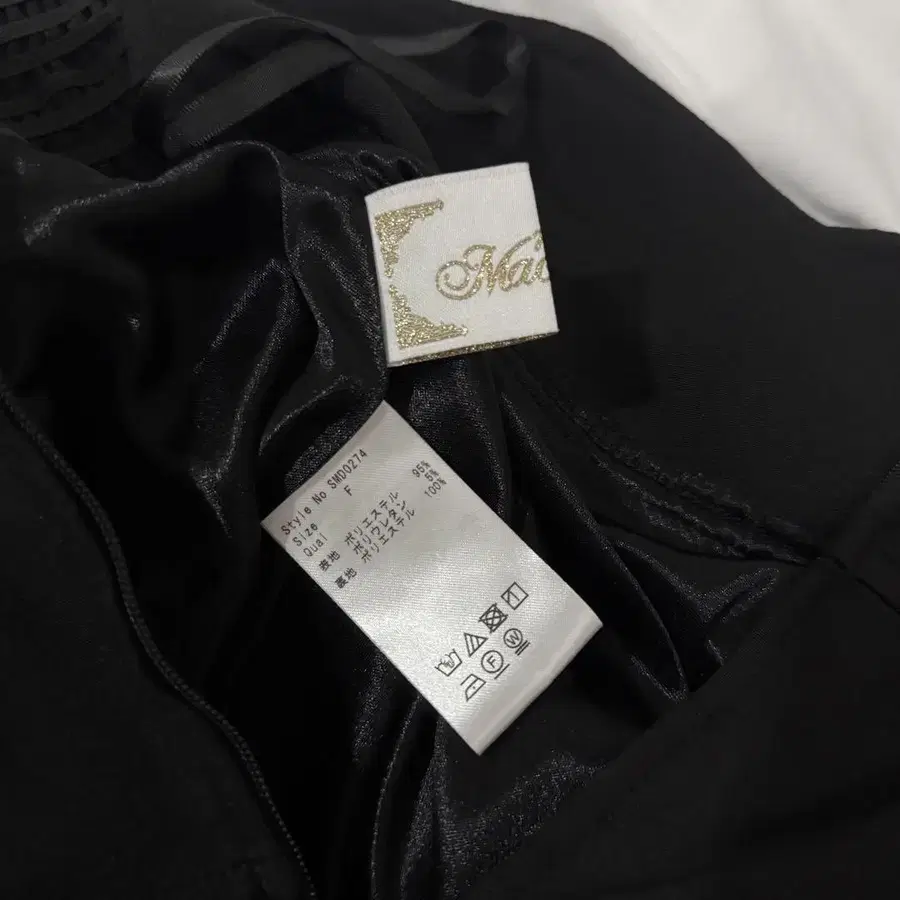 Ma
Style No SMD0274
Size F
Qual
表地 ポリエステル 95%
ポリウレタン 5%
裏地 ポリエステル 100%
F
W